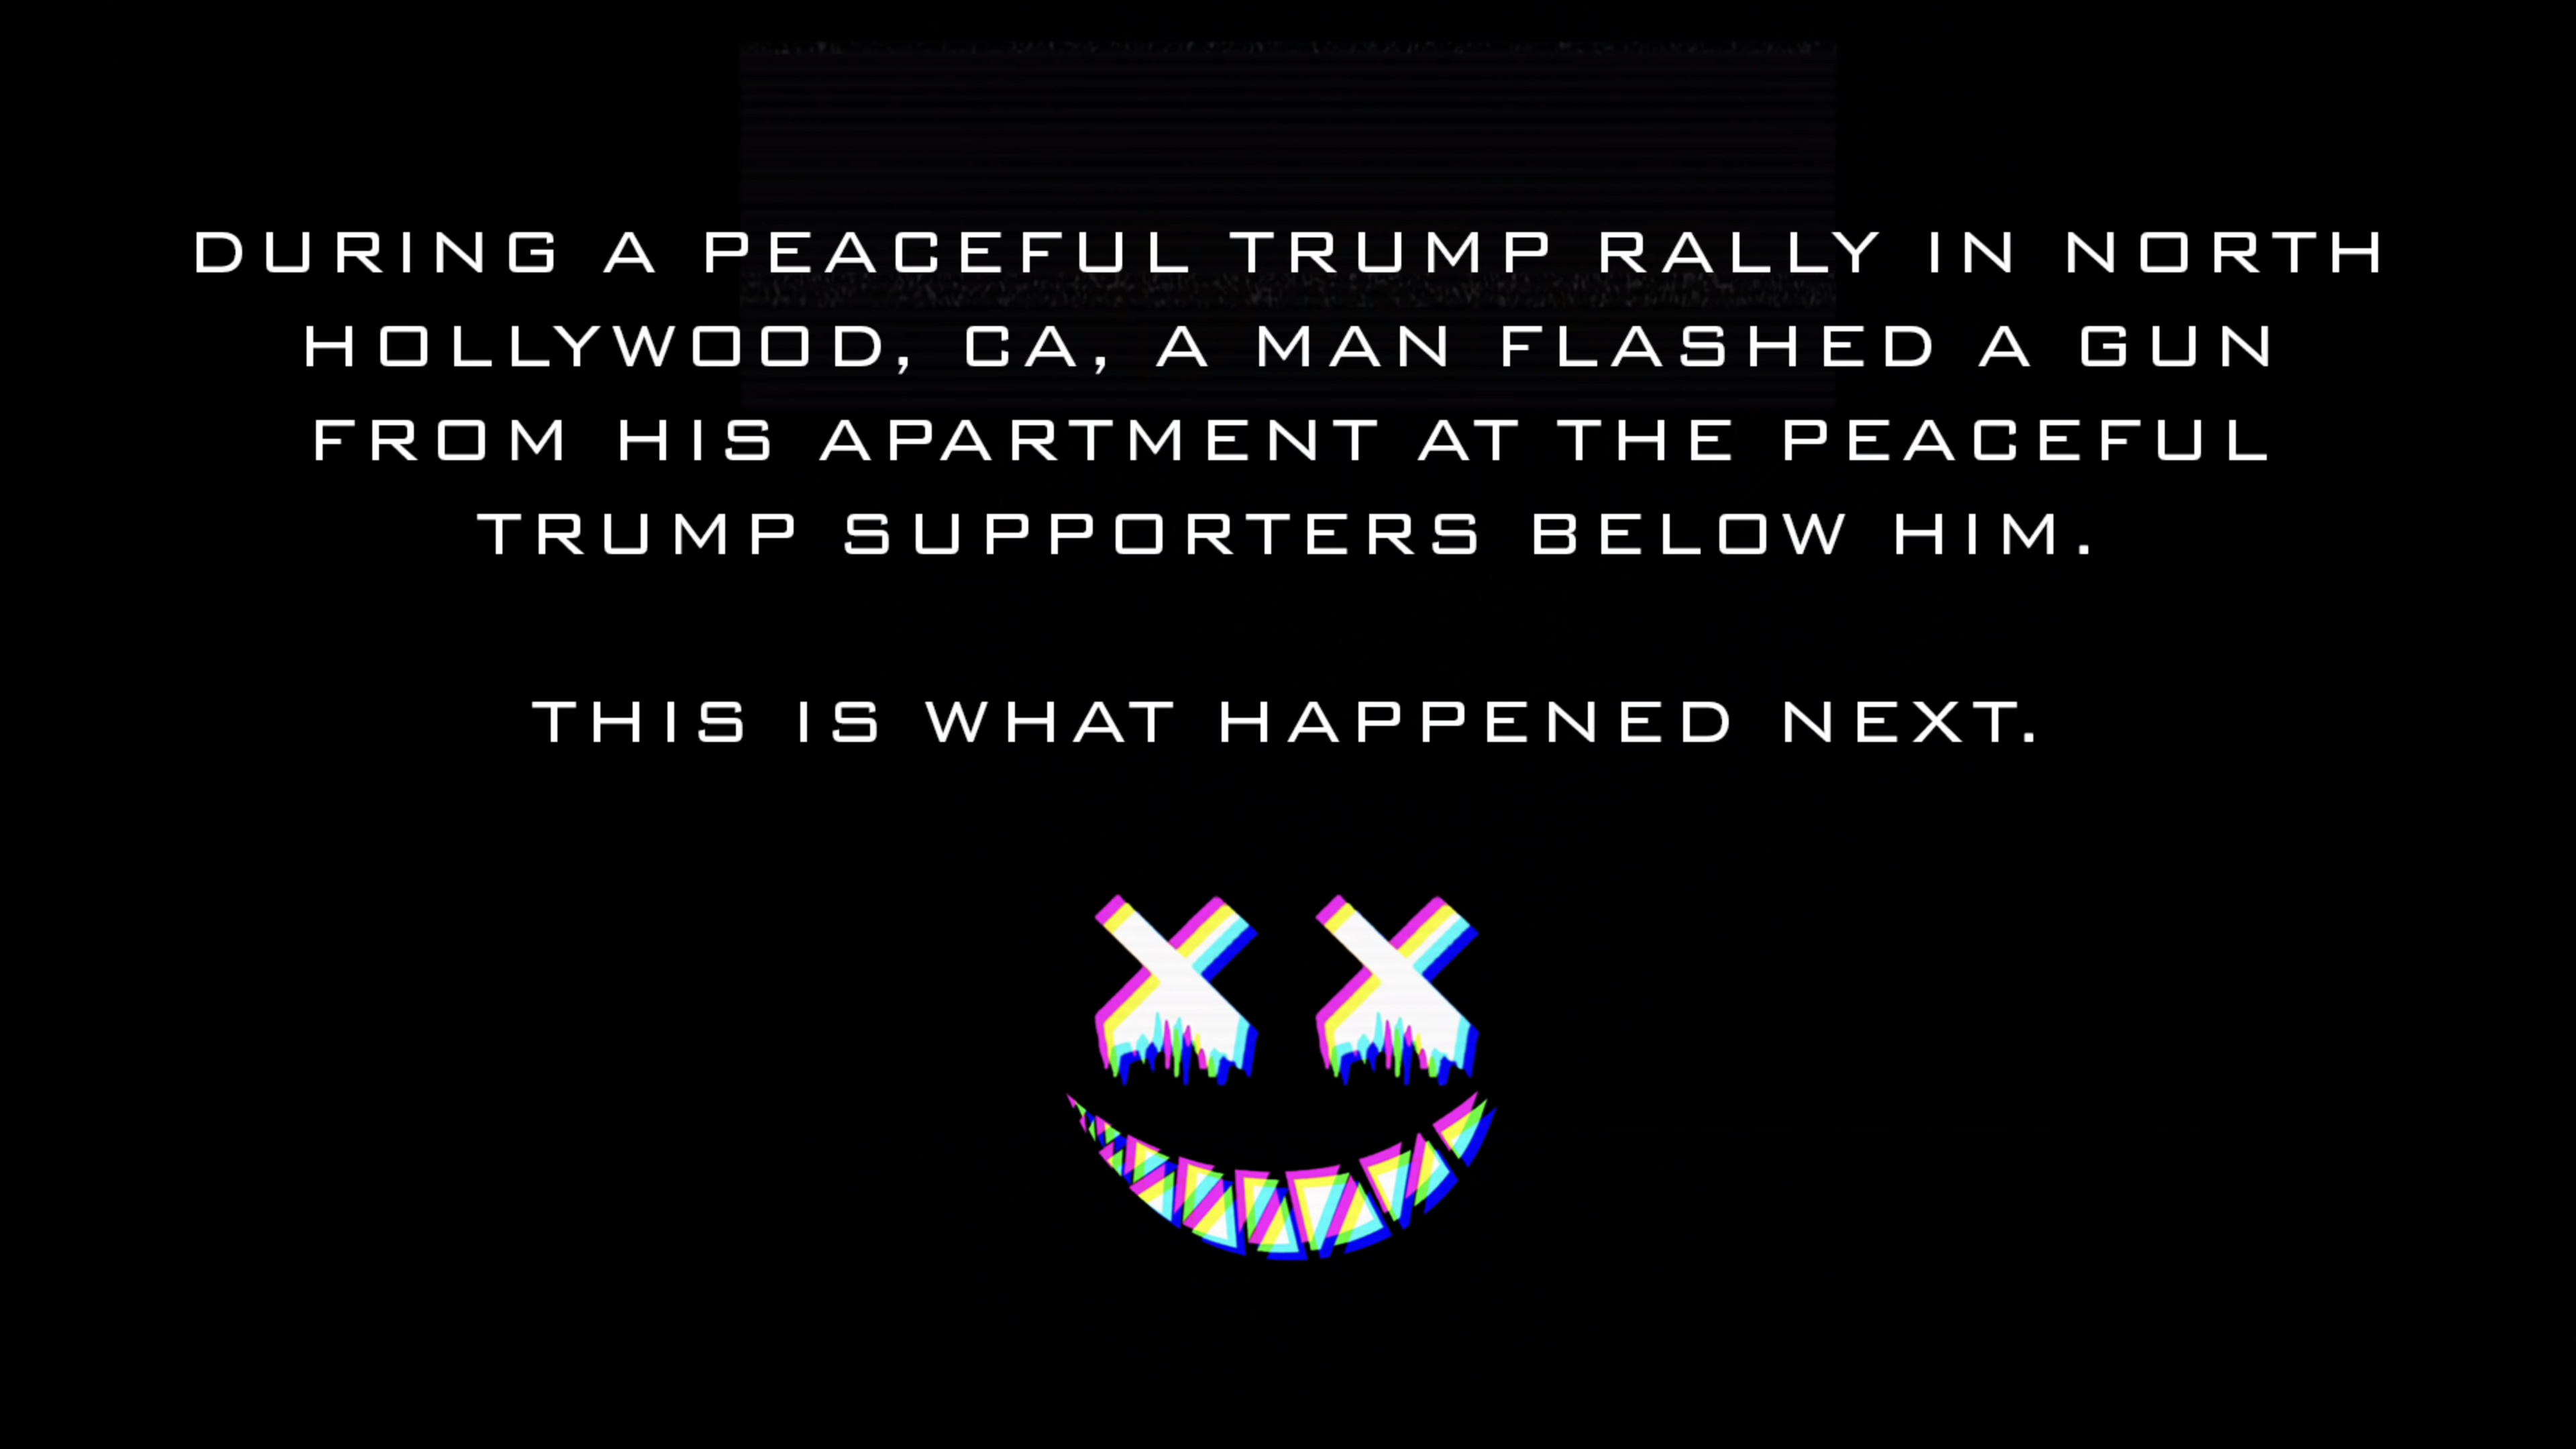 DURING A PEACEFUL TRUMP RALLY IN NORTH
HOLLYWOOD, CA, A MAN FLASHED A GUN
FROM HIS APARTMENT AT THE PEACEFUL
TRUMP SUPPORTERS BELOW HIM.
THIS IS WHAT HAPPENED NEXT.